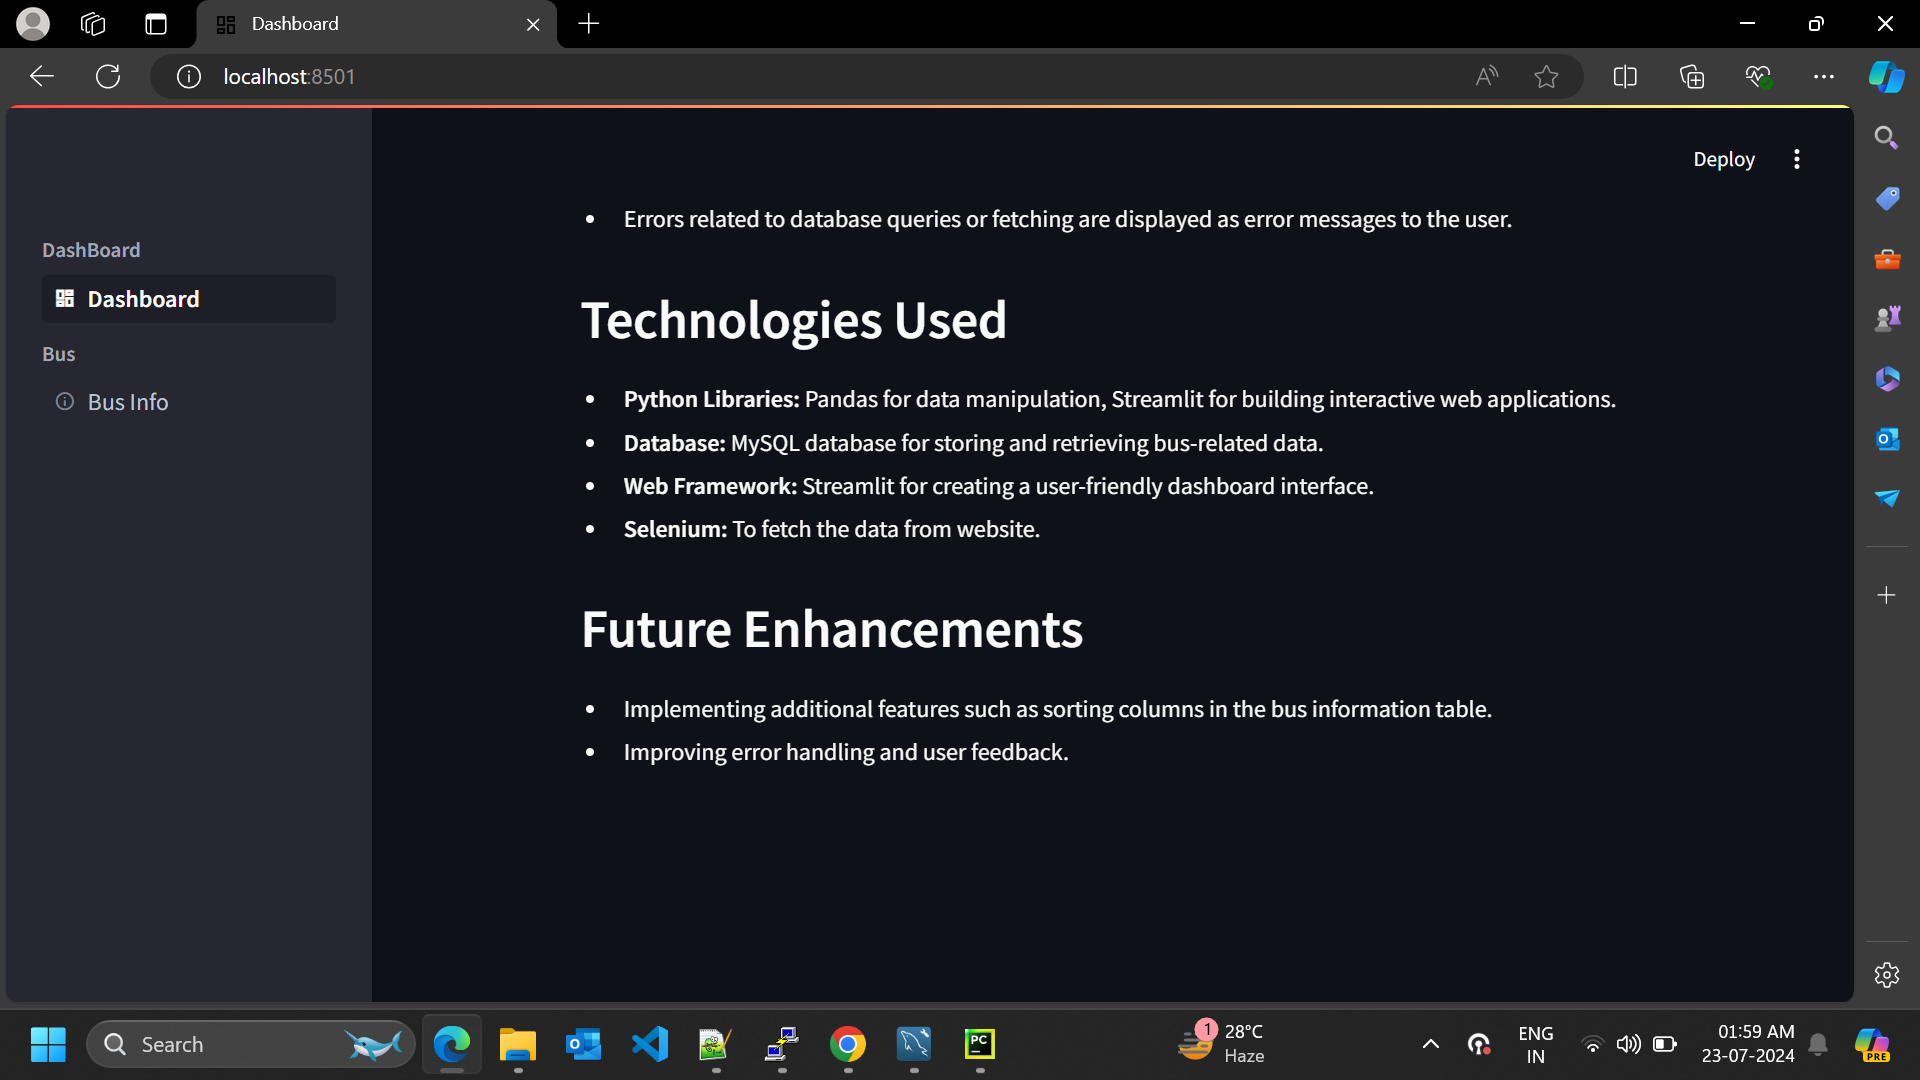 Dashboard
localhost:8501
Deploy
DashBoard
Dashboard
Bus
Bus Info
• Errors related to database queries or fetching are displayed as error messages to the user.
Technologies Used
• Python Libraries: Pandas for data manipulation, Streamlit for building interactive web applications.
• Database: MySQL database for storing and retrieving bus-related data.
• Web Framework: Streamlit for creating a user-friendly dashboard interface.
• Selenium: To fetch the data from website.
Future Enhancements
• Implementing additional features such as sorting columns in the bus information table.
• Improving error handling and user feedback.
Search
PC
1
28°C
Haze
ENG
IN
01:59 AM
23-07-2024
PRE